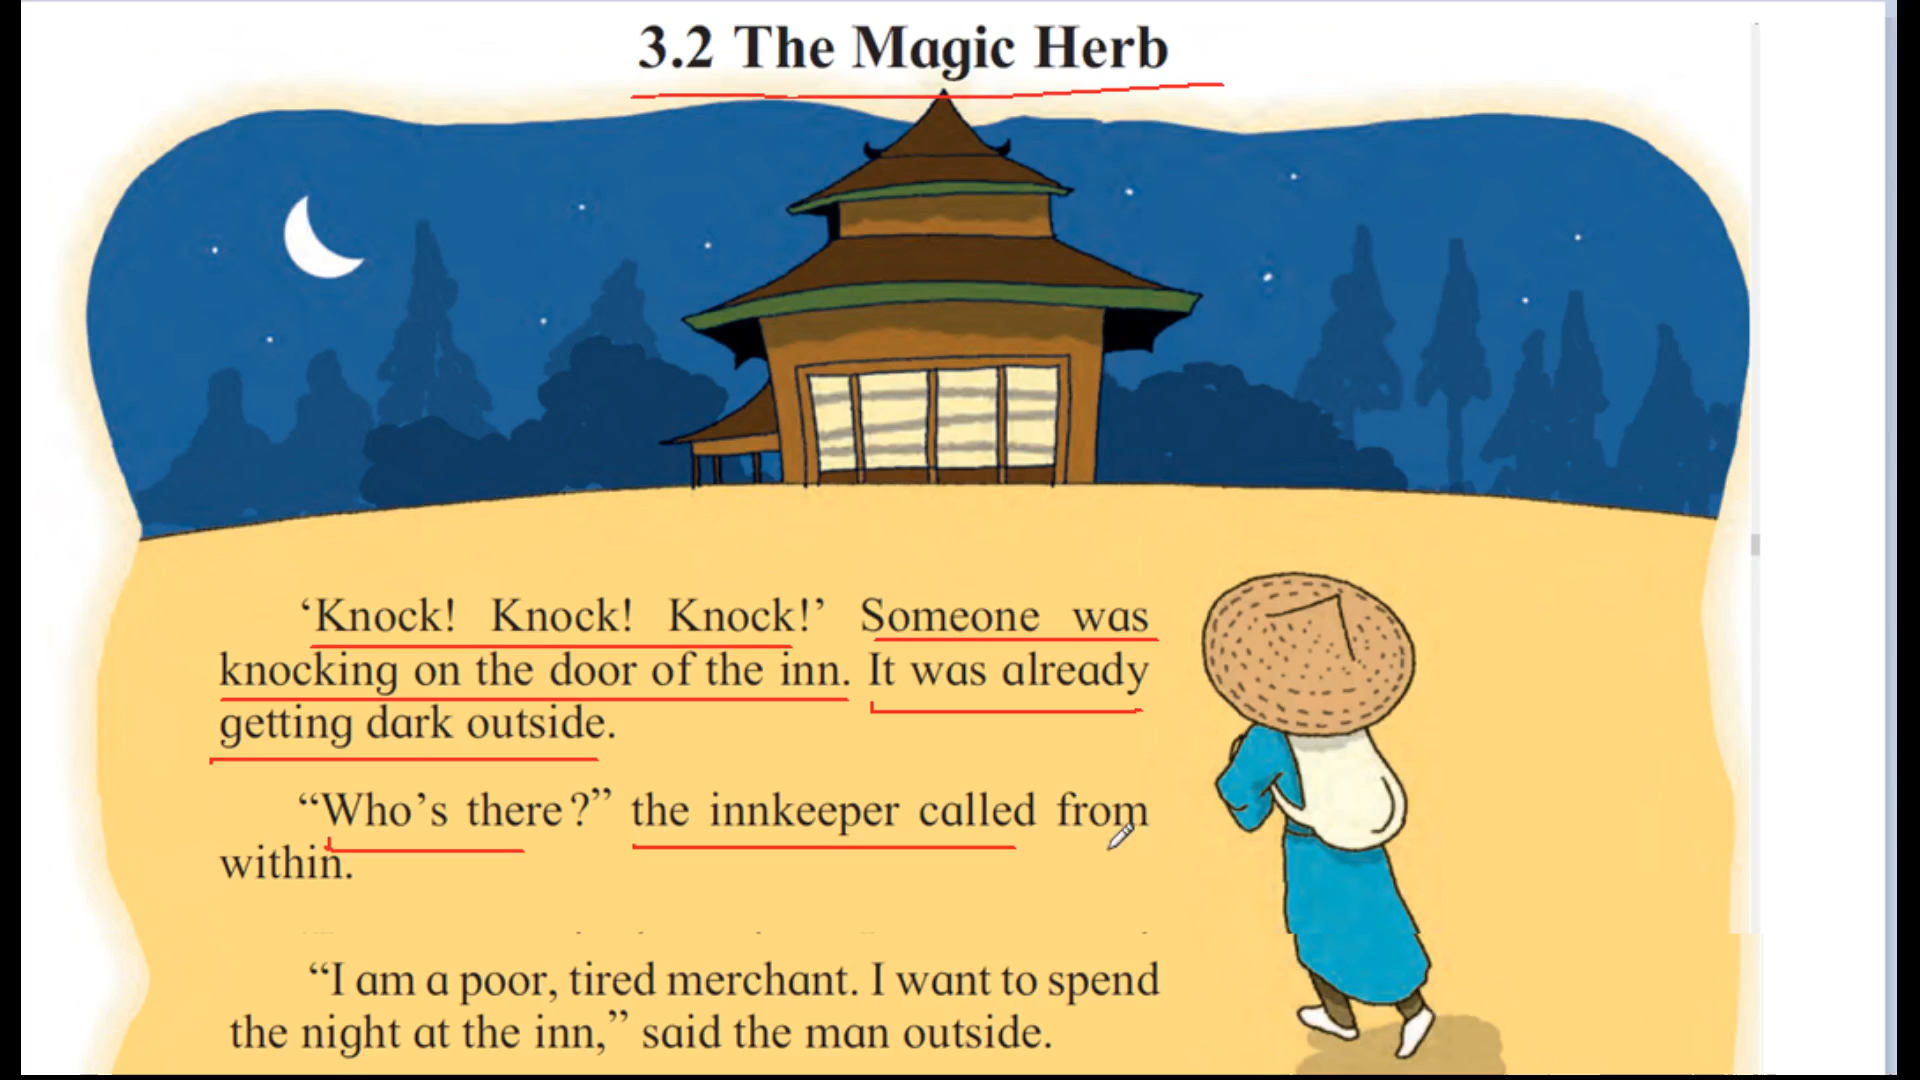 3.2 The Magic Herb
‘Knock! Knock! Knock!’ Someone was
knocking on the door of the inn. It was already
getting dark outside.
“Who’s there?” the innkeeper called from
within.
“I am a poor, tired merchant. I want to spend
the night at the inn,” said the man outside.